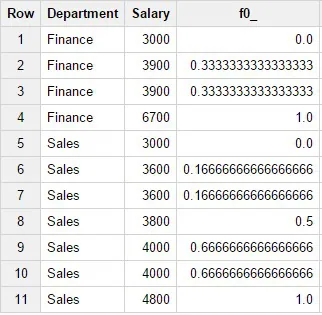 Row Department Salary f0_
1 Finance 3000 0.0
2 Finance 3900 0.3333333333333333
3 Finance 3900 0.3333333333333333
4 Finance 6700 1.0
5 Sales 3000 0.0
6 Sales 3600 0.16666666666666666
7 Sales 3600 0.16666666666666666
8 Sales 3800 0.5
9 Sales 4000 0.6666666666666666
10 Sales 4000 0.6666666666666666
11 Sales 4800 1.0